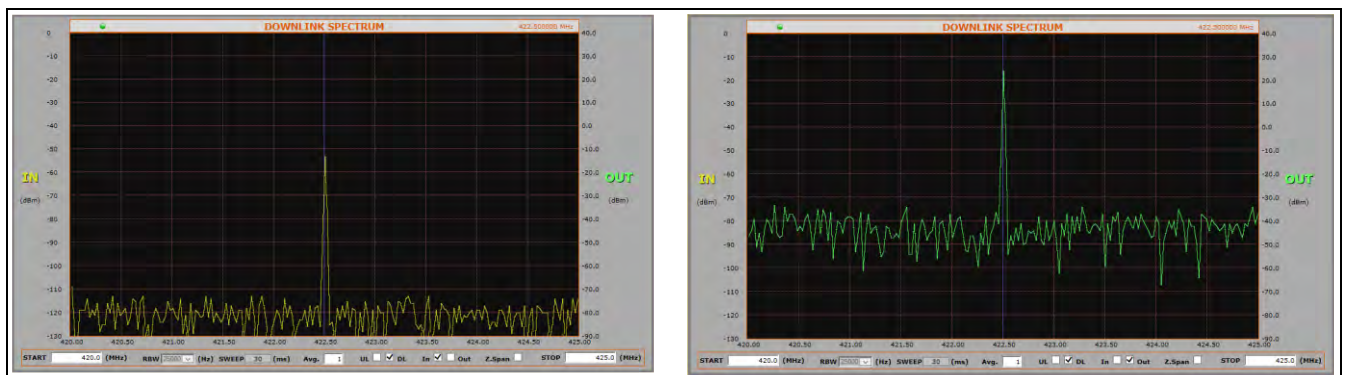 DOWNLINK SPECTRUM 422.500000 MHz
0 40.0
-10 30.0
-20 20.0
-30 10.0
-40 0.0
-50 -10.0
-60 -20.0
IN OUT
-70 -30.0
(dBm) (dBm)
-80 -40.0
-90 -50.0
-100 -60.0
-110 -70.0
-120 -80.0
-130 -90.0
420.00 420.50 421.00 421.50 422.00 422.50 423.00 423.50 424.00 424.50 425.00
START 420.0 (MHz) RBW 25000 (Hz) SWEEP 30 (ms) Avg. 1 UL DL In Out Z.Span STOP 425.0 (MHz)
DOWNLINK SPECTRUM 422.500000 MHz
0 40.0
-10 30.0
-20 20.0
-30 10.0
-40 0.0
-50 -10.0
-60 -20.0
IN OUT
-70 -30.0
(dBm) (dBm)
-80 -40.0
-90 -50.0
-100 -60.0
-110 -70.0
-120 -80.0
-130 -90.0
420.00 420.50 421.00 421.50 422.00 422.50 423.00 423.50 424.00 424.50 425.00
START 420.0 (MHz) RBW 25000 (Hz) SWEEP 30 (ms) Avg. 1 UL DL In Out Z.Span STOP 425.0 (MHz)